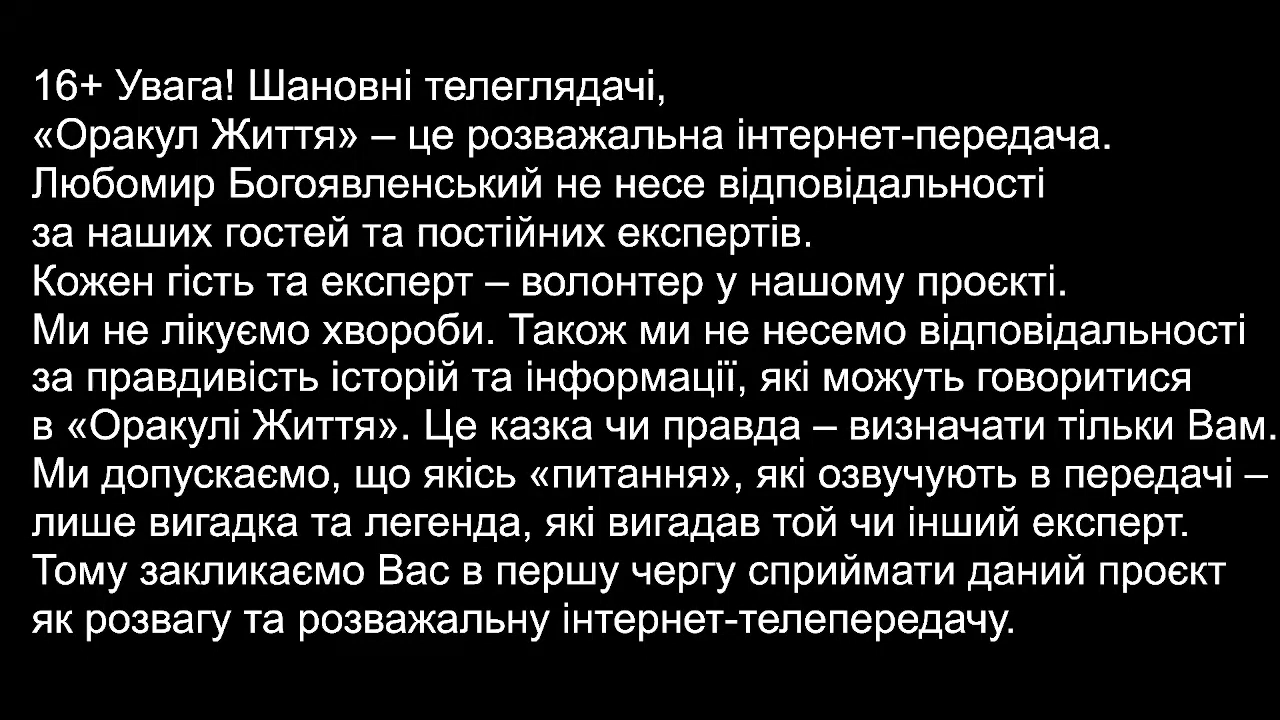 16+ Увага! Шановні телеглядачі,
«Оракул Життя» – це розважальна інтернет-передача.
Любомир Богоявленський не несе відповідальності
за наших гостей та постійних експертів.
Кожен гість та експерт – волонтер у нашому проєкті.
Ми не лікуємо хвороби. Також ми не несемо відповідальності
за правдивість історій та інформації, які можуть говоритися
в «Оракулі Життя». Це казка чи правда – визначати тільки Вам.
Ми допускаємо, що якісь «питання», які озвучують в передачі –
лише вигадка та легенда, які вигадав той чи інший експерт.
Тому закликаємо Вас в першу чергу сприймати даний проєкт
як розвагу та розважальну інтернет-телепередачу.